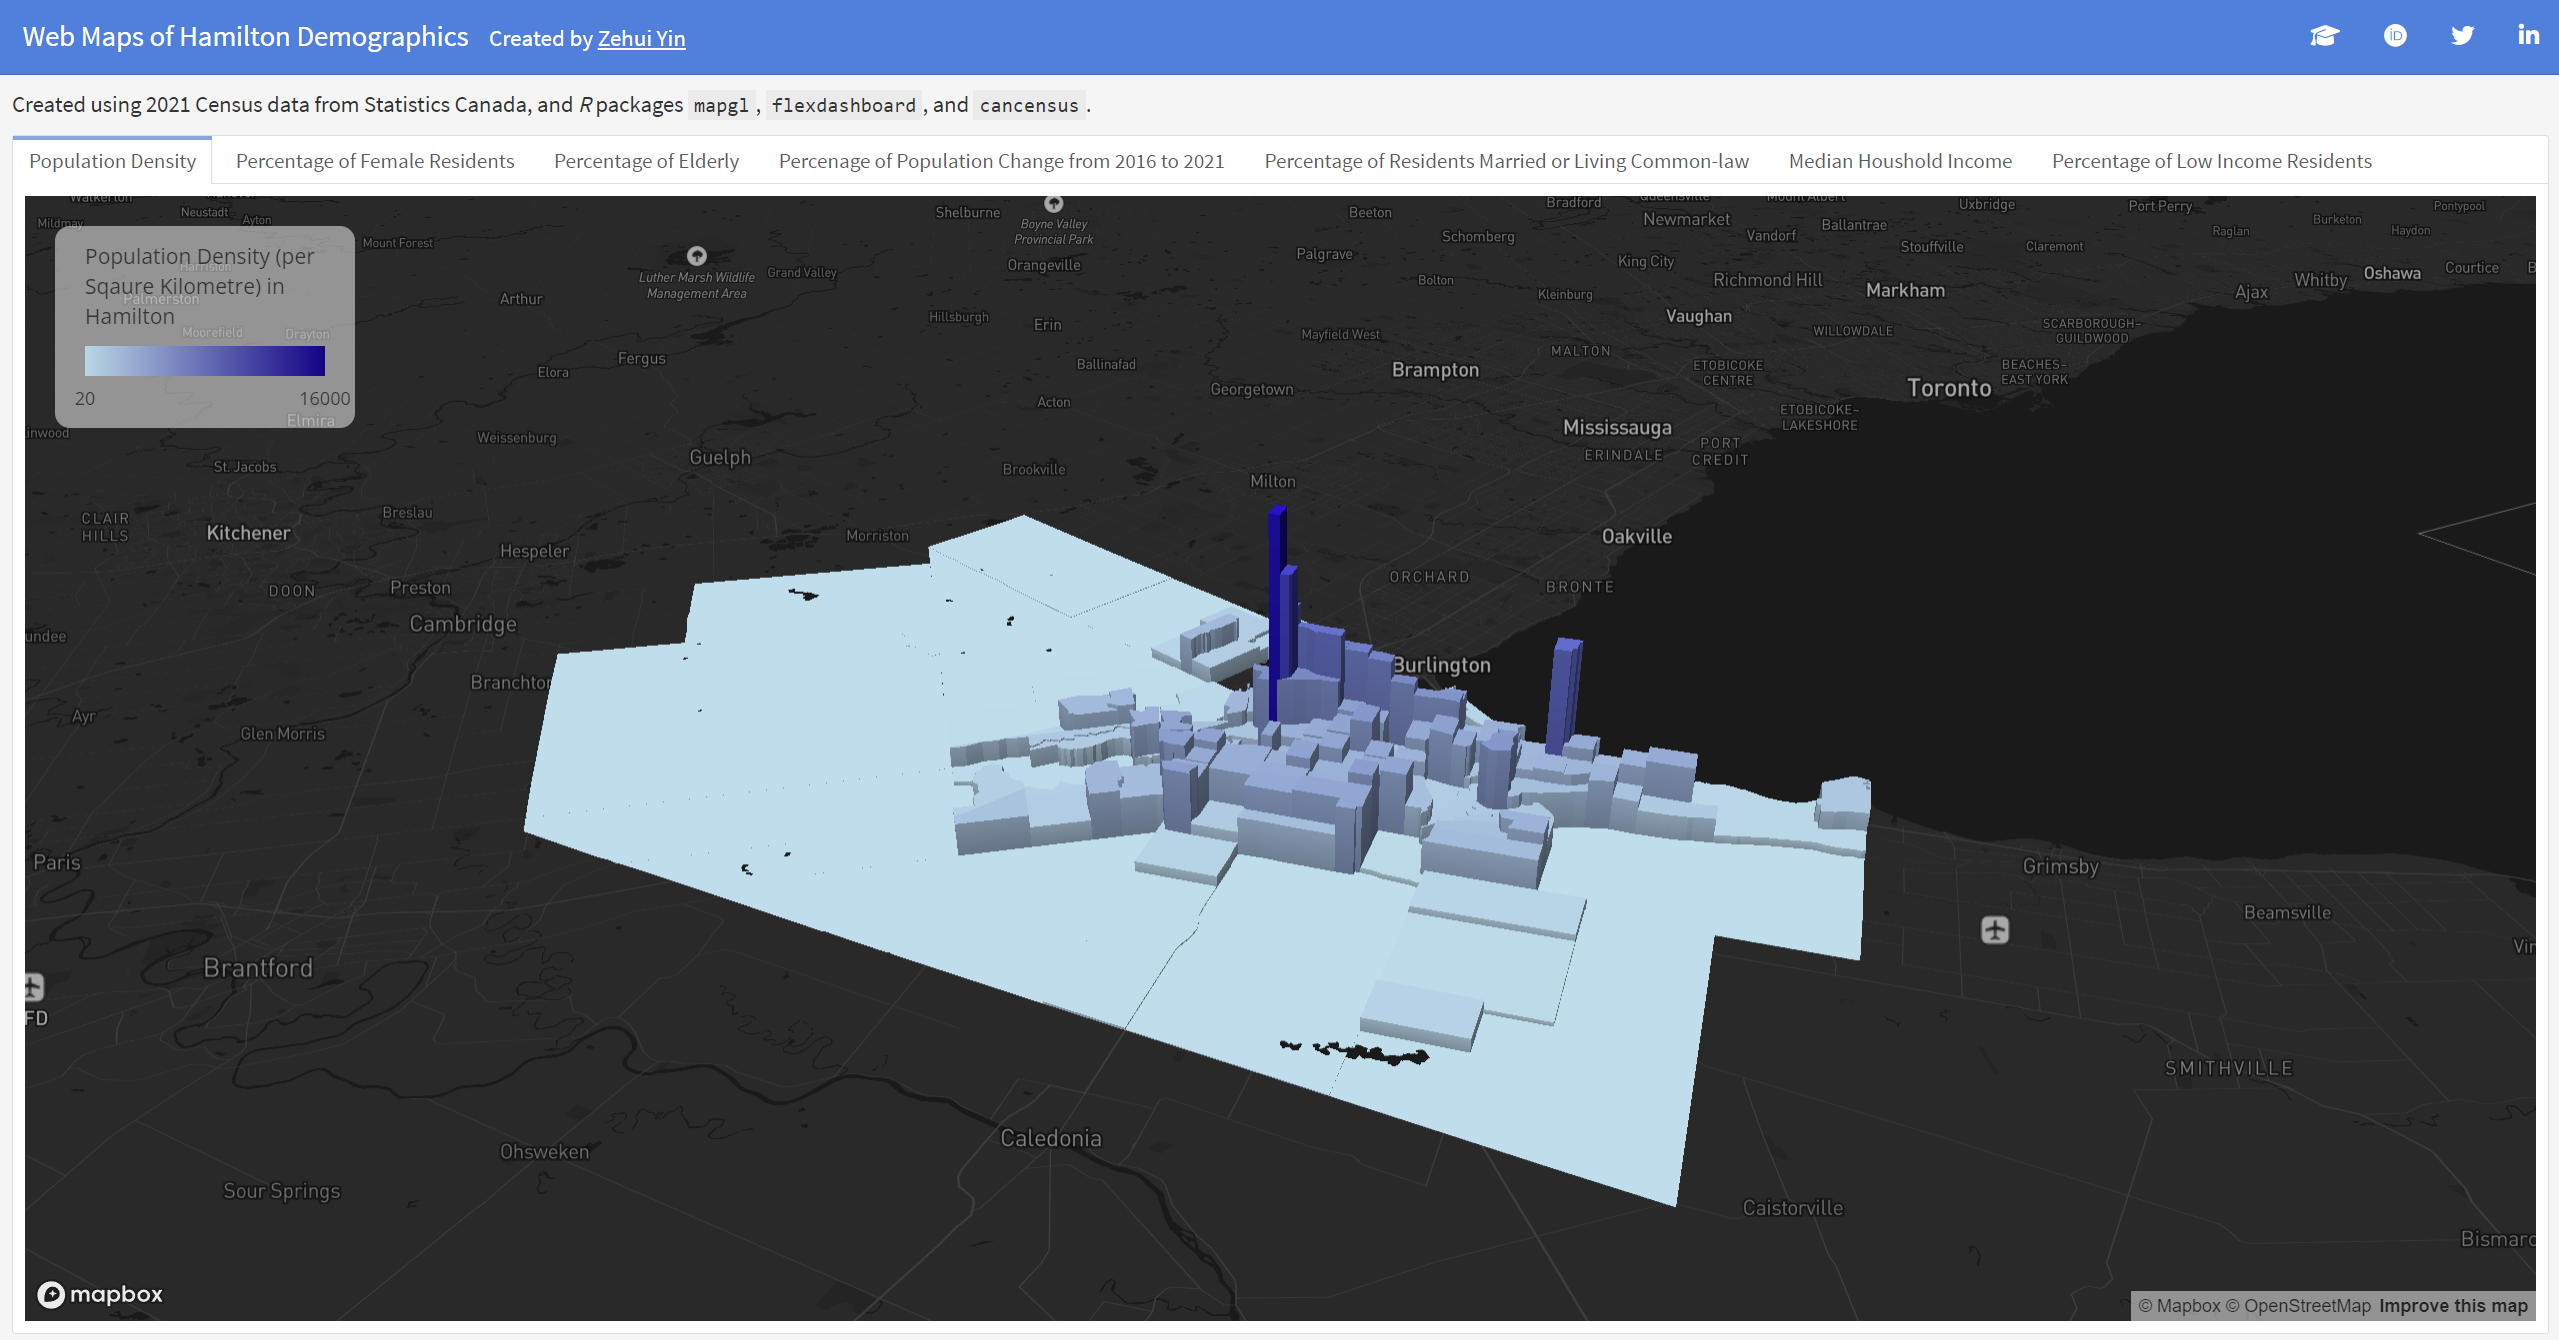 Web Maps of Hamilton Demographics Created by Zehui Yin
iD
in
Created using 2021 Census data from Statistics Canada, and R packages mapgl , flexdashboard , and cancensus .
Population Density
Percentage of Female Residents
Percentage of Elderly
Percenage of Population Change from 2016 to 2021
Percentage of Residents Married or Living Common-law
Median Houshold Income
Percentage of Low Income Residents
Population Density (per
Sqaure Kilometre) in
Hamilton
20 16000
Walkerton
Mildmay
Neustadt
Ayton
Mount Forest
Harriston
Palmerston
Moorefield
Drayton
Elmira
inwood
Shelburne
Boyne Valley
Provincial Park
Luther Marsh Wildlife
Management Area
Grand Valley
Orangeville
Arthur
Hillsburgh
Erin
Fergus
Elora
Ballinafad
Acton
Georgetown
Weissenburg
Guelph
Brookville
St. Jacobs
Beeton
Palgrave
Bolton
Mayfield West
Bradford
Queensville
Mount Albert
Newmarket
Schomberg
Vandorf
Ballantrae
King City
Richmond Hill
Kleinburg
Stouffville
Uxbridge
Claremont
Port Perry
Raglan
Burketon
Haydon
Pontypool
Markham
Vaughan
Whitby
Oshawa
Courtice
B
Ajax
WILLOWDALE
SCARBOROUGH-
GUILDWOOD
MALTON
ETOBICOKE
CENTRE
BEACHES-
EAST YORK
Brampton
Toronto
ETOBICOKE-
LAKESHORE
Mississauga
ERINDALE
PORT
CREDIT
Milton
Oakville
ORCHARD
BRONTE
Burlington
CLAIR
HILLS
Kitchener
Breslau
Hespeler
Morriston
DOON
Preston
Cambridge
undee
Branchton
Ayr
Glen Morris
Paris
Brantford
FD
Ohsweken
Sour Springs
Caledonia
Grimsby
Beamsville
Vin
SMITHVILLE
Caistorville
Bismarc
mapbox
© Mapbox © OpenStreetMap Improve this map